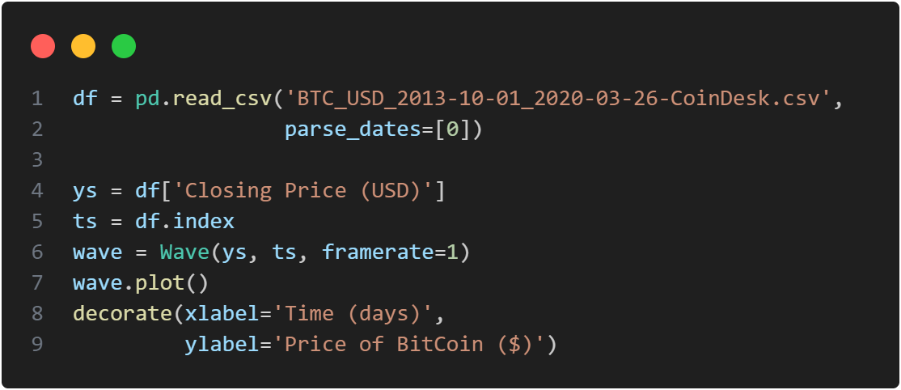 1 df = pd.read_csv('BTC_USD_2013-10-01_2020-03-26-CoinDesk.csv',
2                  parse_dates=[0])
3
4 ys = df['Closing Price (USD)']
5 ts = df.index
6 wave = Wave(ys, ts, framerate=1)
7 wave.plot()
8 decorate(xlabel='Time (days)',
9          ylabel='Price of BitCoin ($)')